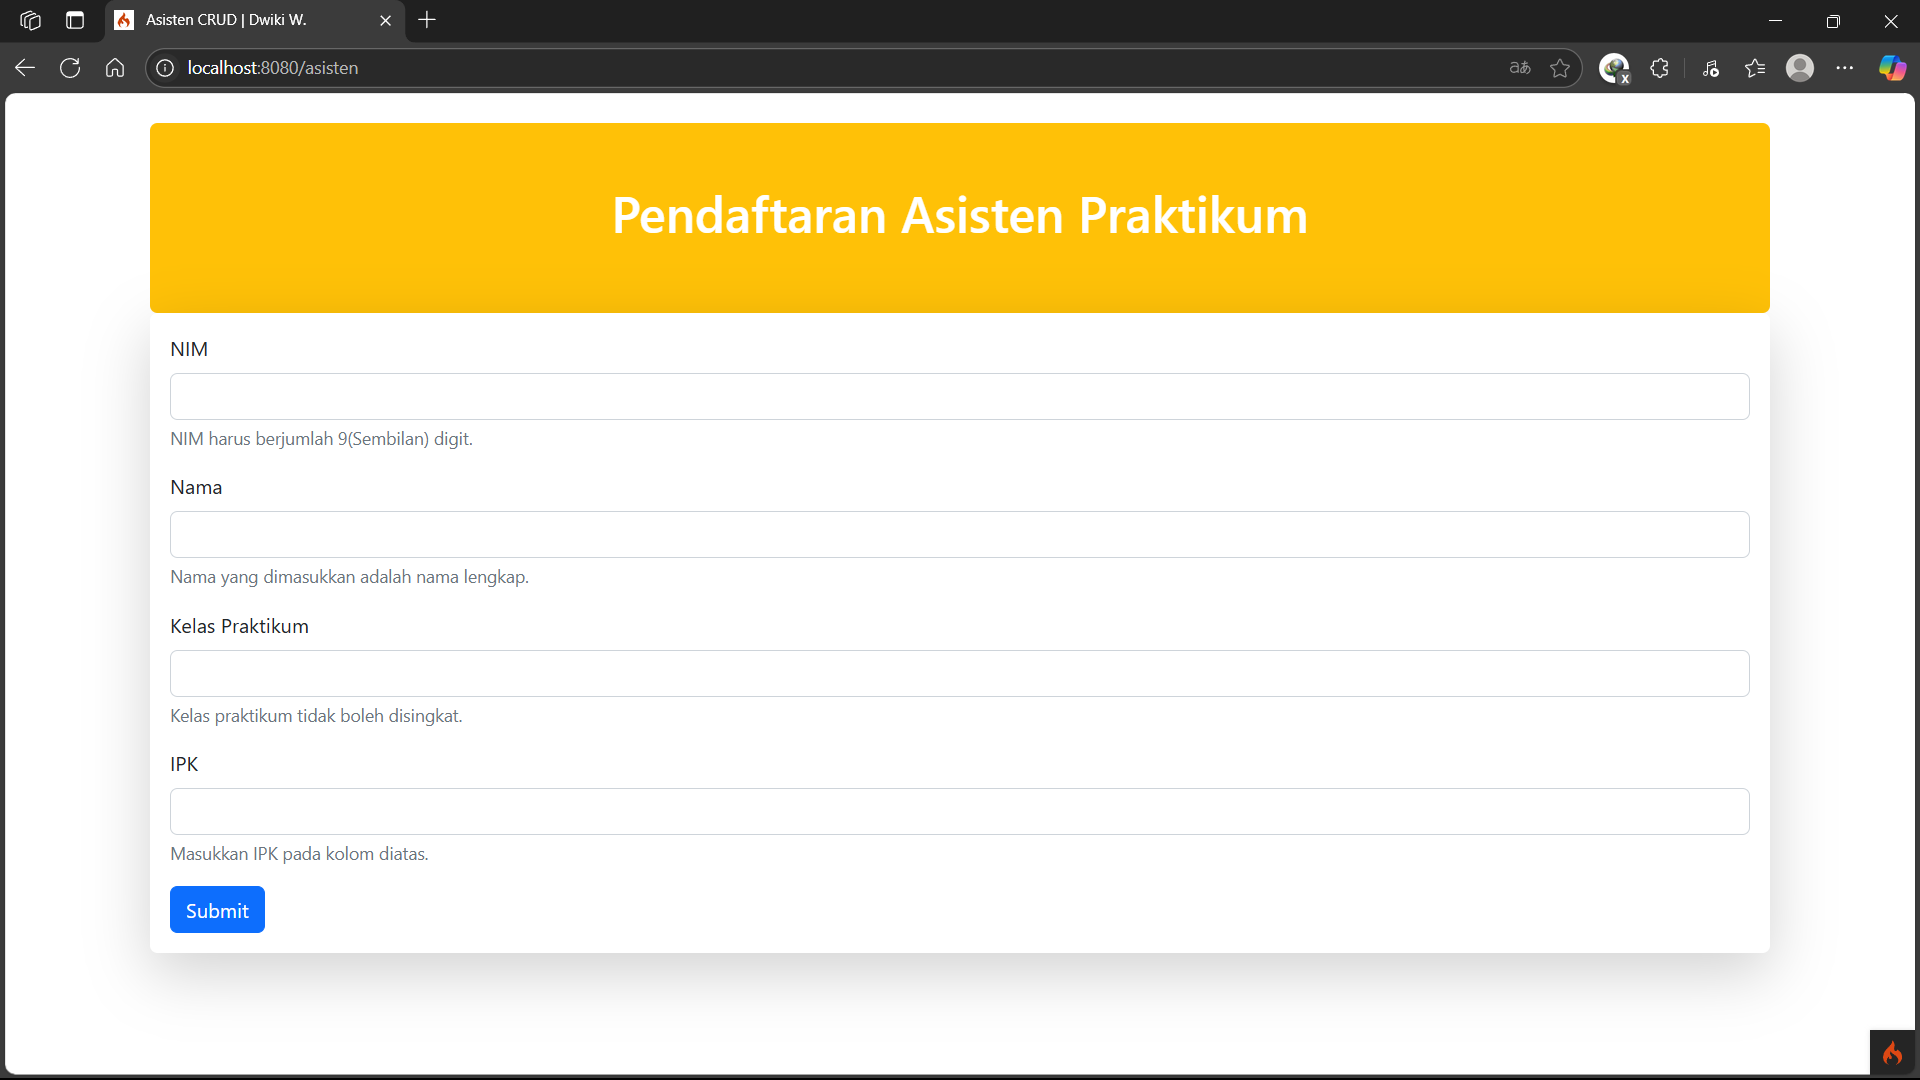 Asisten CRUD | Dwiki W.
localhost:8080/asisten
Pendaftaran Asisten Praktikum
NIM
NIM harus berjumlah 9(Sembilan) digit.
Nama
Nama yang dimasukkan adalah nama lengkap.
Kelas Praktikum
Kelas praktikum tidak boleh disingkat.
IPK
Masukkan IPK pada kolom diatas.
Submit